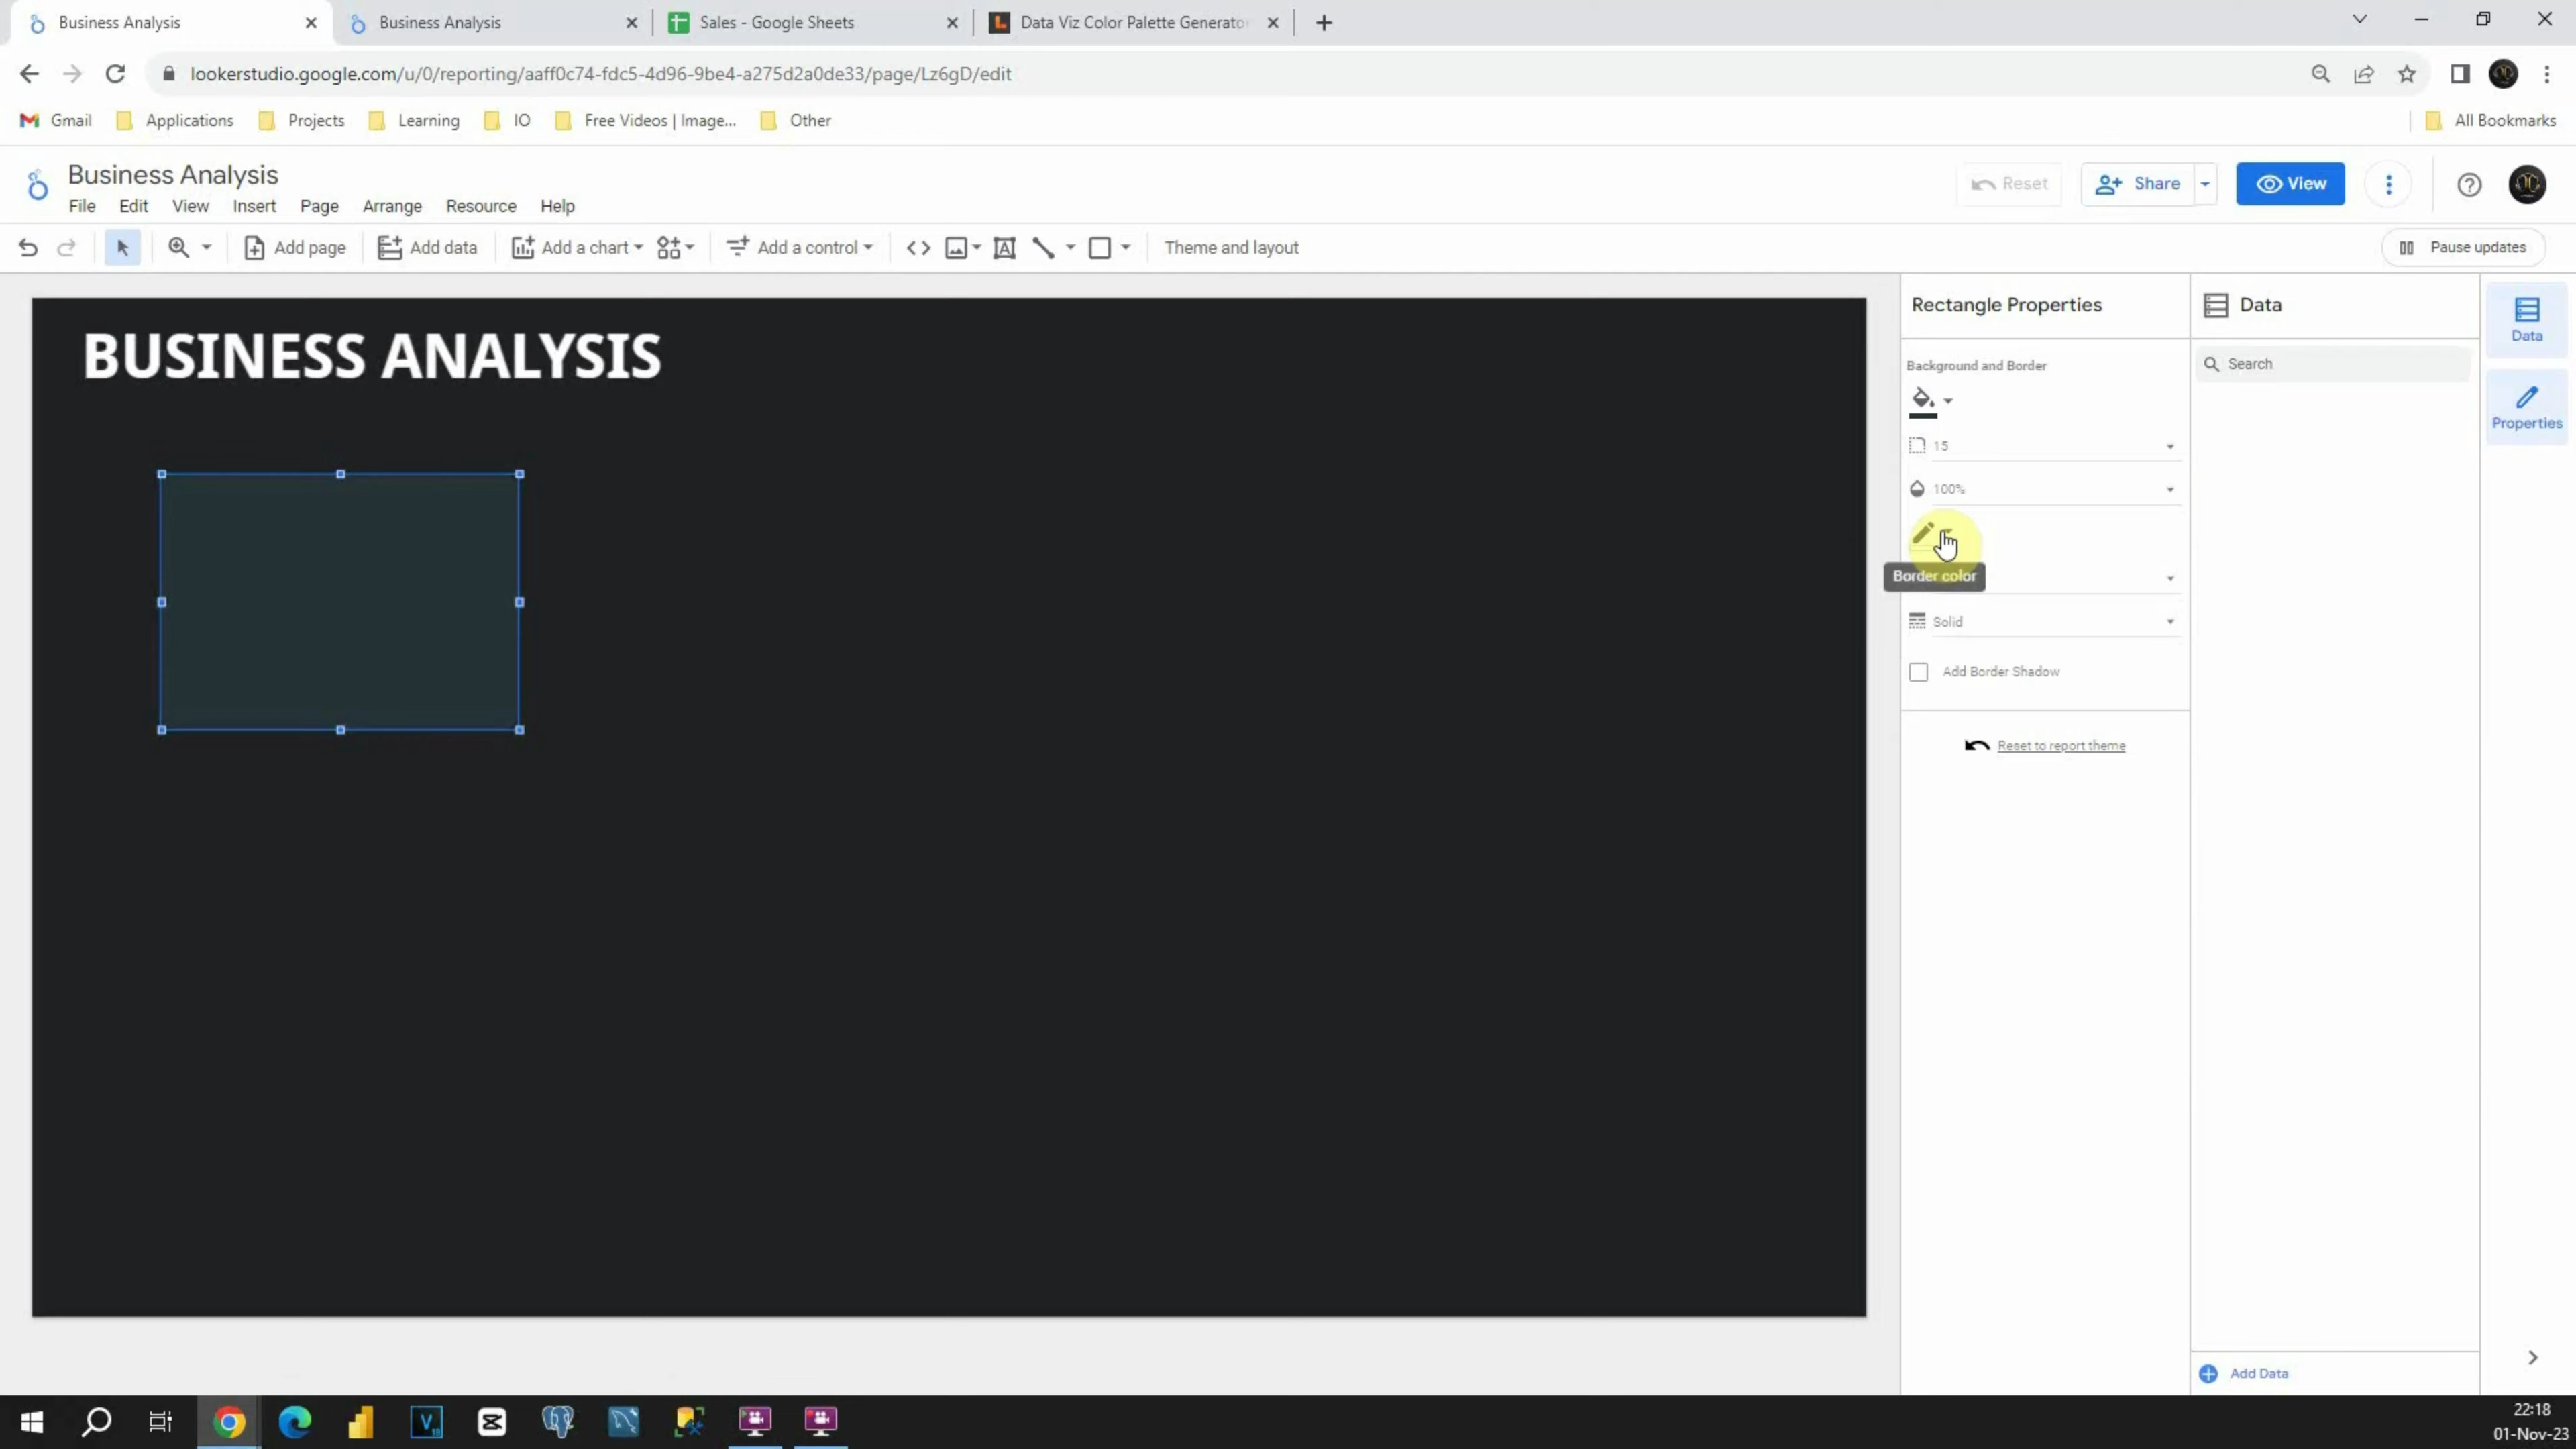 Business Analysis
Business Analysis
Sales - Google Sheets
Data Viz Color Palette Generato
lookerstudio.google.com/u/0/reporting/aaff0c74-fdc5-4d96-9be4-a275d2a0de33/page/Lz6gD/edit
Gmail Applications Projects Learning IO Free Videos | Image... Other All Bookmarks
Business Analysis
Reset Share View
File Edit View Insert Page Arrange Resource Help
Add page Add data Add a chart Add a control Theme and layout Pause updates
BUSINESS ANALYSIS
Rectangle Properties
Background and Border
15
100%
Border color
Solid
Add Border Shadow
Reset to report theme
Data
Search
Add Data
Data
Properties
22:18
01-Nov-23